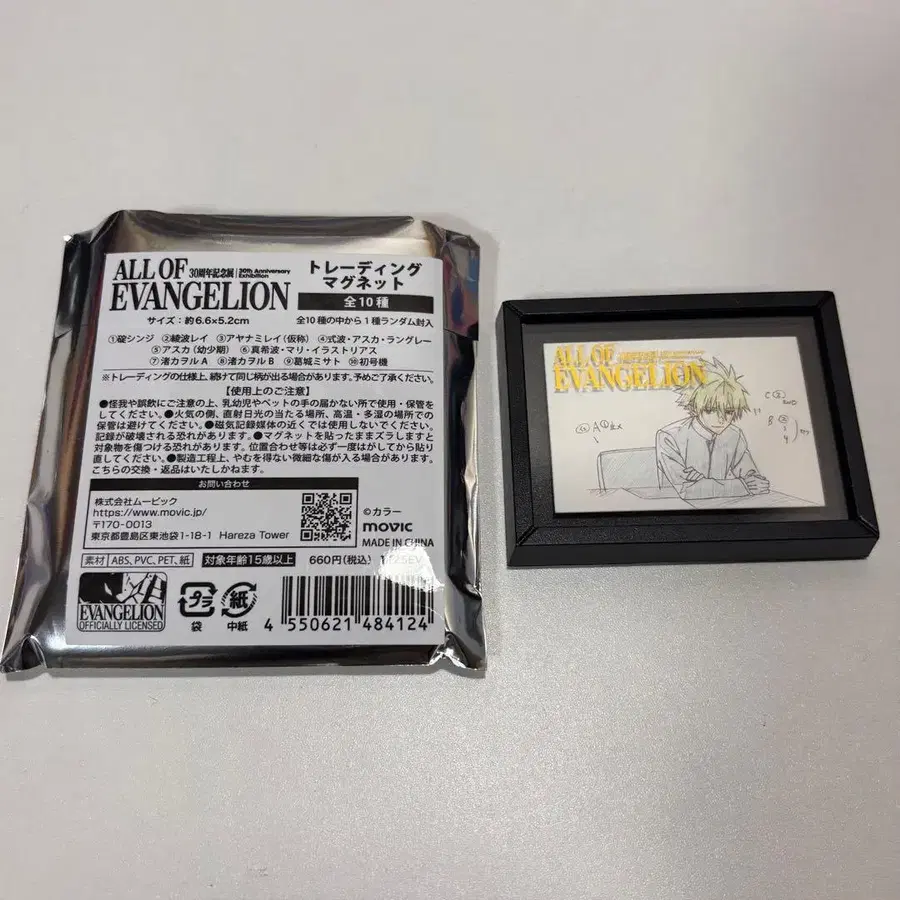 ALL OF
EVANGELION
30周年記念展
30th Anniversary
Exhibition
トレーディング
マグネット
全10種
サイズ:約6.6×5.2cm
全10種の中から1種ランダム封入
①碇シンジ ②綾波レイ ③アヤナミレイ(仮称) ④式波・アスカ・ラングレー
⑤アスカ(幼少期) ⑥真希波・マリ・イラストリアス
⑦渚カヲル A ⑧渚カヲル B ⑨葛城ミサト ⑩初号機
※トレーディングの仕様上、続けて同じ柄が出る場合があります。予めご了承ください。
【使用上のご注意】
●怪我や誤飲にご注意の上、乳幼児やペットの手の届かない所で使用・保管を
してください。●火気の側、直射日光の当たる場所、高温・多湿の場所での
保管は避けてください。●磁気記録媒体の近くでは使用しないでください。
記録が破壊される恐れがあります。●マグネットを貼ったままズラしますと
対象物を傷つける恐れがあります。位置合わせ等は必ず一度はがしてから貼り
直してください。●製造工程上、やむを得ない微細な傷が入る場合があります。
こちらの交換・返品はいたしかねます。
お問い合わせ
株式会社ムービック
https://www.movic.jp/
〒170-0013
東京都豊島区東池袋1-18-1 Hareza Tower
©カラー
movic
MADE IN CHINA
素材 ABS、PVC、PET、紙 対象年齢15歳以上 660円(税込)
EVANGELION
OFFICIALLY LICENSED
プラ
袋
紙
中紙
4 550621 484124
ALL OF
EVANGELION